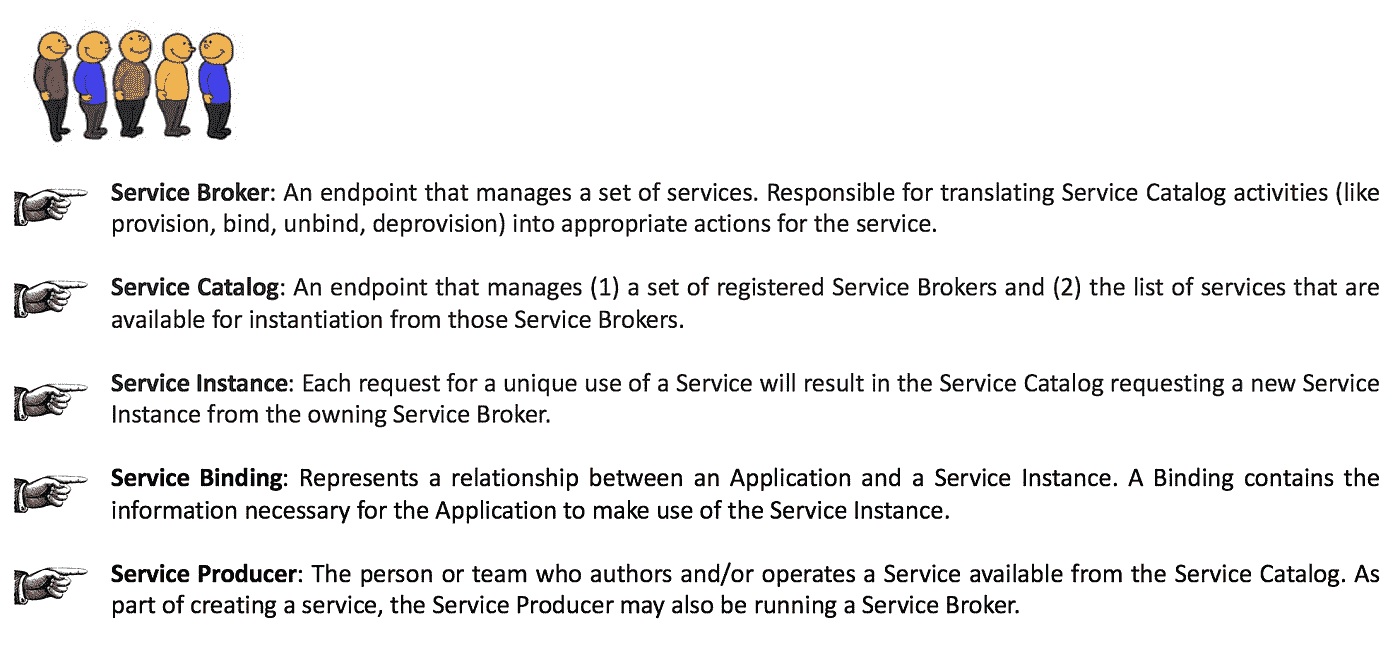 Service Broker: An endpoint that manages a set of services. Responsible for translating Service Catalog activities (like
provision, bind, unbind, deprovision) into appropriate actions for the service.
Service Catalog: An endpoint that manages (1) a set of registered Service Brokers and (2) the list of services that are
available for instantiation from those Service Brokers.
Service Instance: Each request for a unique use of a Service will result in the Service Catalog requesting a new Service
Instance from the owning Service Broker.
Service Binding: Represents a relationship between an Application and a Service Instance. A Binding contains the
information necessary for the Application to make use of the Service Instance.
Service Producer: The person or team who authors and/or operates a Service available from the Service Catalog. As
part of creating a service, the Service Producer may also be running a Service Broker.